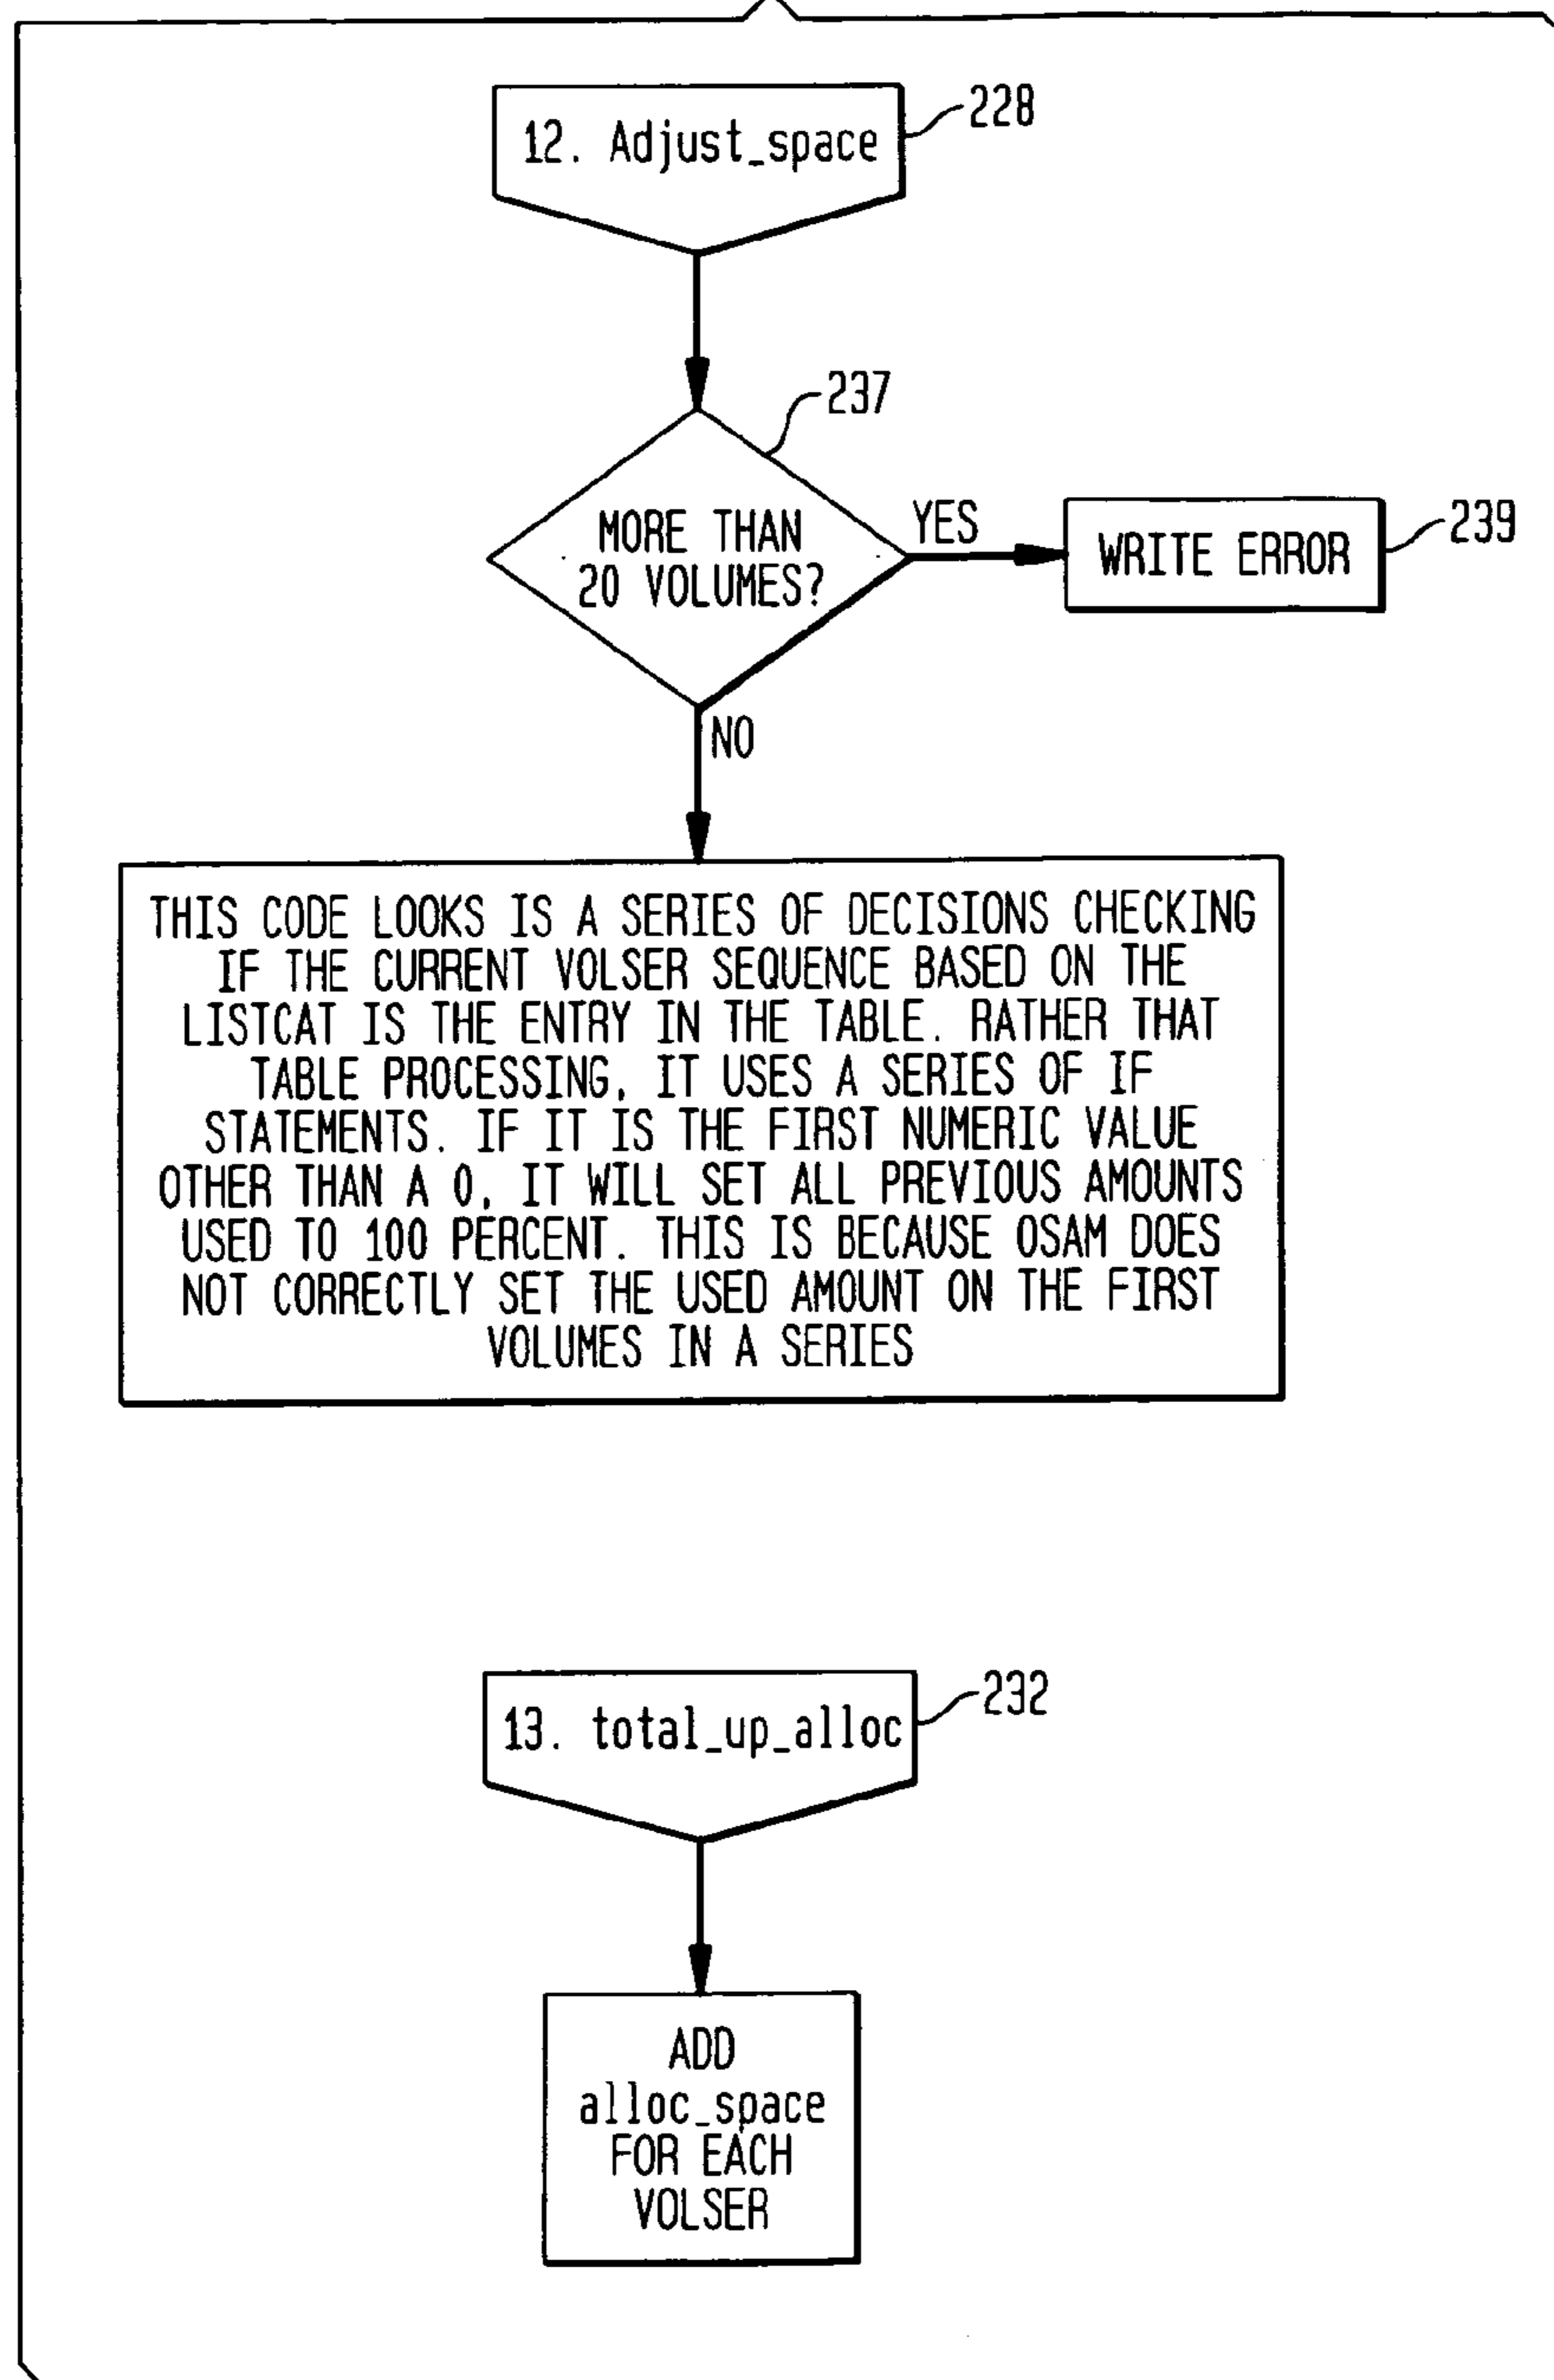 12. Adjust_space
228
237
MORE THAN
20 VOLUMES?
YES
WRITE ERROR
239
NO
THIS CODE LOOKS IS A SERIES OF DECISIONS CHECKING
IF THE CURRENT VOLSER SEQUENCE BASED ON THE
LISTCAT IS THE ENTRY IN THE TABLE. RATHER THAT
TABLE PROCESSING, IT USES A SERIES OF IF
STATEMENTS. IF IT IS THE FIRST NUMERIC VALUE
OTHER THAN A 0, IT WILL SET ALL PREVIOUS AMOUNTS
USED TO 100 PERCENT. THIS IS BECAUSE OSAM DOES
NOT CORRECTLY SET THE USED AMOUNT ON THE FIRST
VOLUMES IN A SERIES
13. total_up_alloc
232
ADD
alloc_space
FOR EACH
VOLSER